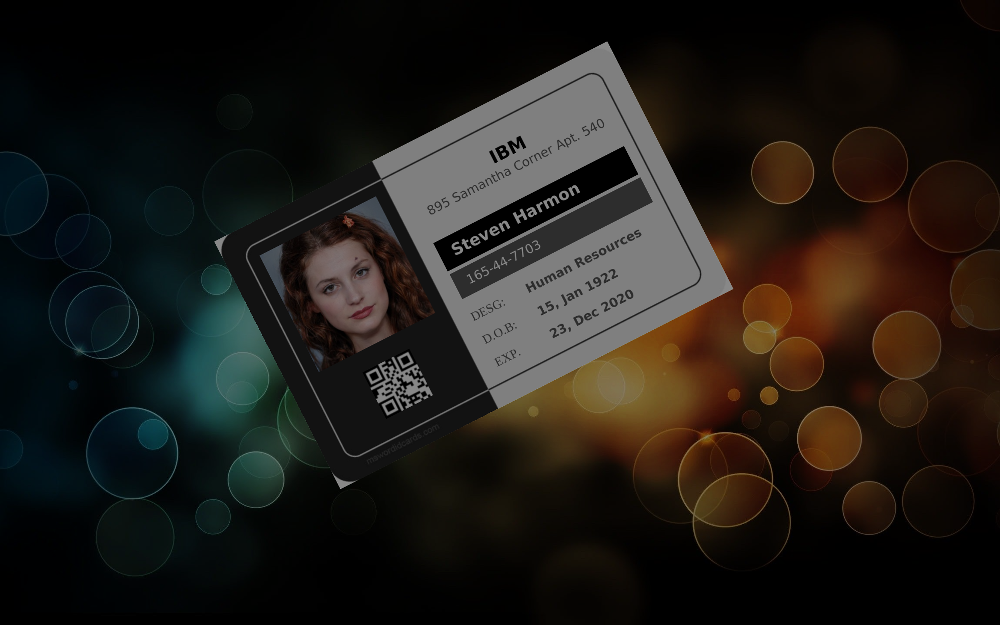 IBM
895 Samantha Corner Apt. 540
Steven Harmon
165-44-7703
DESG: Human Resources
D.O.B: 15, Jan 1922
EXP. 23, Dec 2020